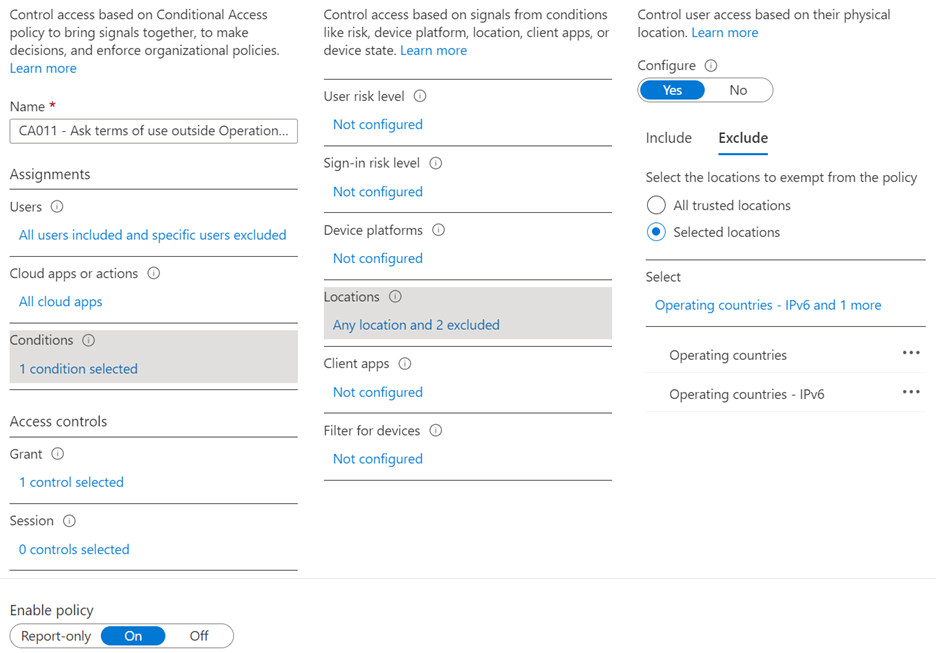 Control access based on Conditional Access
policy to bring signals together, to make
decisions, and enforce organizational policies.
Learn more
Name *
CA011 - Ask terms of use outside Operation...
Assignments
Users
All users included and specific users excluded
Cloud apps or actions
All cloud apps
Conditions
1 condition selected
Access controls
Grant
1 control selected
Session
0 controls selected
Enable policy
Report-only On Off
Control access based on signals from conditions
like risk, device platform, location, client apps, or
device state. Learn more
User risk level
Not configured
Sign-in risk level
Not configured
Device platforms
Not configured
Locations
Any location and 2 excluded
Client apps
Not configured
Filter for devices
Not configured
Control user access based on their physical
location. Learn more
Configure
Yes No
Include Exclude
Select the locations to exempt from the policy
All trusted locations
Selected locations
Select
Operating countries - IPv6 and 1 more
Operating countries
Operating countries - IPv6